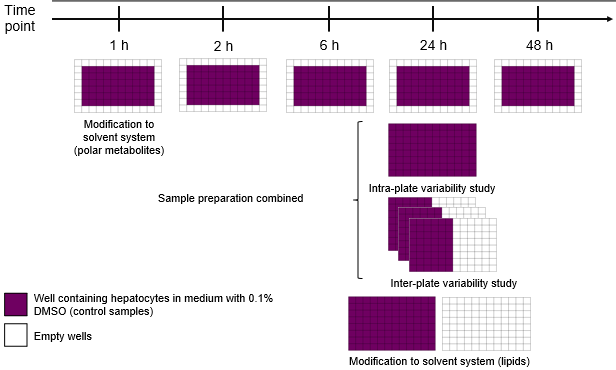 Time
point
1 h
2 h
6 h
24 h
48 h
Modification to
solvent system
(polar metabolites)
Intra-plate variability study
Sample preparation combined
Inter-plate variability study
Well containing hepatocytes in medium with 0.1%
DMSO (control samples)
Empty wells
Modification to solvent system (lipids)